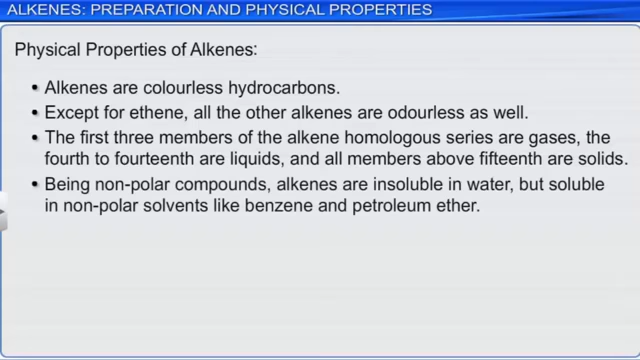 ALKENES: PREPARATION AND PHYSICAL PROPERTIES
Physical Properties of Alkenes:
• Alkenes are colourless hydrocarbons.
• Except for ethene, all the other alkenes are odourless as well.
• The first three members of the alkene homologous series are gases, the
fourth to fourteenth are liquids, and all members above fifteenth are solids.
• Being non-polar compounds, alkenes are insoluble in water, but soluble
in non-polar solvents like benzene and petroleum ether.